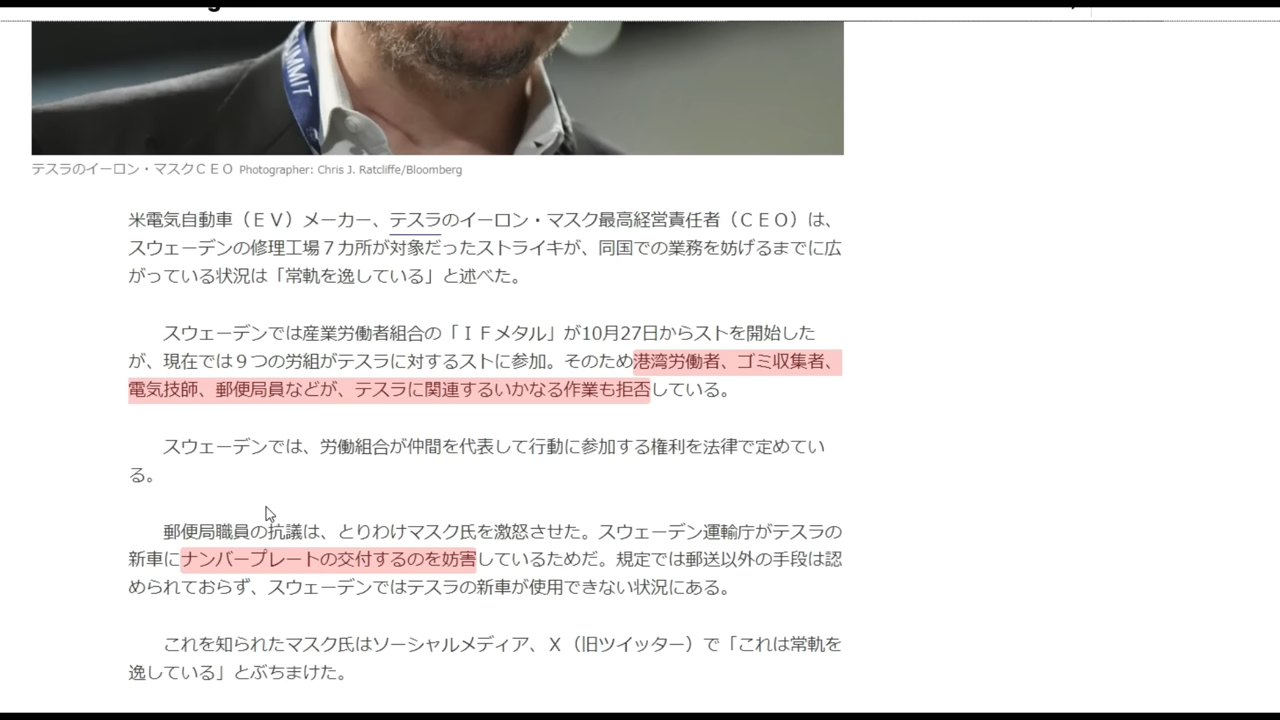 SUMMIT
テスラのイーロン・マスクＣＥＯ Photographer: Chris J. Ratcliffe/Bloomberg
米電気自動車（ＥＶ）メーカー、テスラのイーロン・マスク最高経営責任者（ＣＥＯ）は、
スウェーデンの修理工場７カ所が対象だったストライキが、同国での業務を妨げるまでに広
がっている状況は「常軌を逸している」と述べた。
スウェーデンでは産業労働者組合の「ＩＦメタル」が10月27日からストを開始した
が、現在では９つの労組がテスラに対するストに参加。そのため港湾労働者、ゴミ収集者、
電気技師、郵便局員などが、テスラに関連するいかなる作業も拒否している。
スウェーデンでは、労働組合が仲間を代表して行動に参加する権利を法律で定めてい
る。
郵便局職員の抗議は、とりわけマスク氏を激怒させた。スウェーデン運輸庁がテスラの
新車にナンバープレートの交付するのを妨害しているためだ。規定では郵送以外の手段は認
められておらず、スウェーデンではテスラの新車が使用できない状況にある。
これを知られたマスク氏はソーシャルメディア、Ｘ（旧ツイッター）で「これは常軌を
逸している」とぶちまけた。